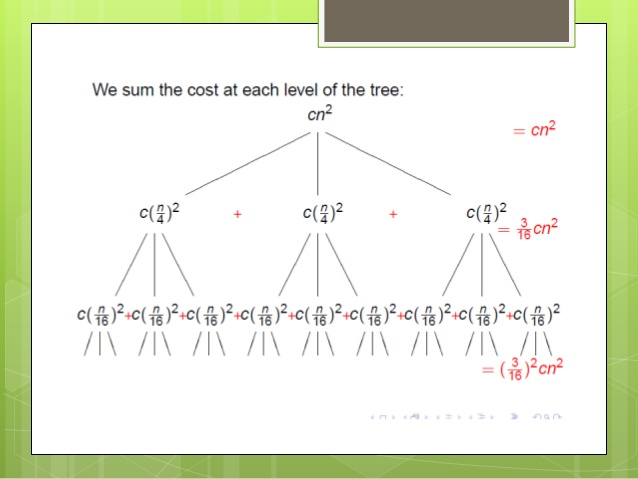 We sum the cost at each level of the tree:
cn²
= cn²
c(n/4)² + c(n/4)² + c(n/4)²
= 3/16 cn²
c(n/16)²+c(n/16)²+c(n/16)²+c(n/16)²+c(n/16)²+c(n/16)²+c(n/16)²+c(n/16)²+c(n/16)²
= (3/16)²cn²